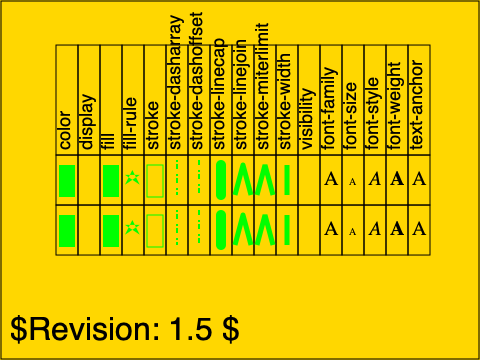 color
display
fill
fill-rule
stroke
stroke-dasharray
stroke-dashoffset
stroke-linecap
stroke-linejoin
stroke-miterlimit
stroke-width
visibility
font-family
font-size
font-style
font-weight
text-anchor
A A A A A
A A A A A
$Revision: 1.5 $